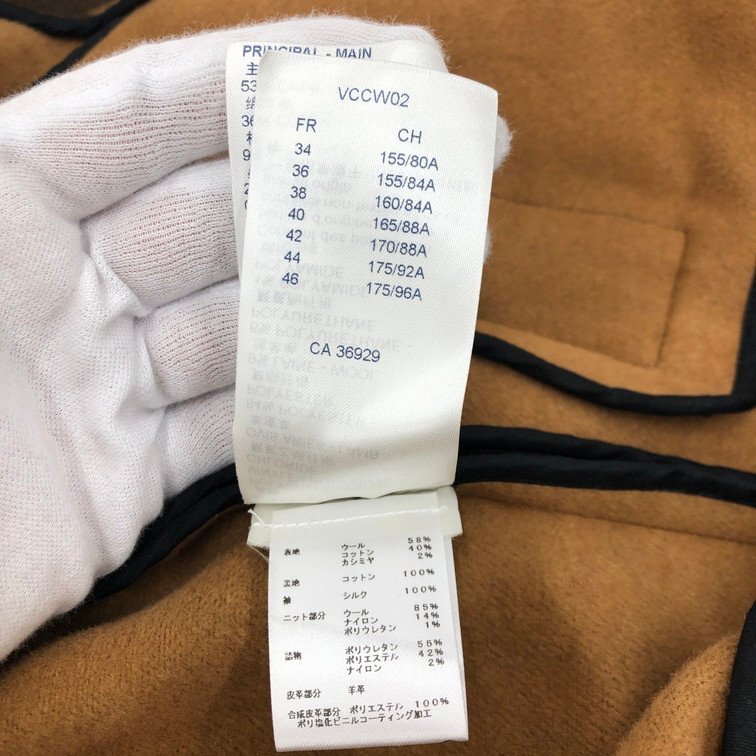 PRINCIPAL - MAIN
主
53
36
VCCW02
FR CH
34 155/80A
36 155/84A
38 160/84A
40 165/88A
42 170/88A
44 175/92A
46 175/96A
CA 36929
表地 ウール 58%
コットン 40%
カシミヤ 2%
裏地 コットン 100%
袖 シルク 100%
ニット部分 ウール 85%
ナイロン 14%
ポリウレタン 1%
詰物 ポリウレタン 56%
ポリエステル 42%
ナイロン 2%
皮革部分 羊革
合成皮革部分 ポリエステル 100%
ポリ塩化ビニルコーティング加工